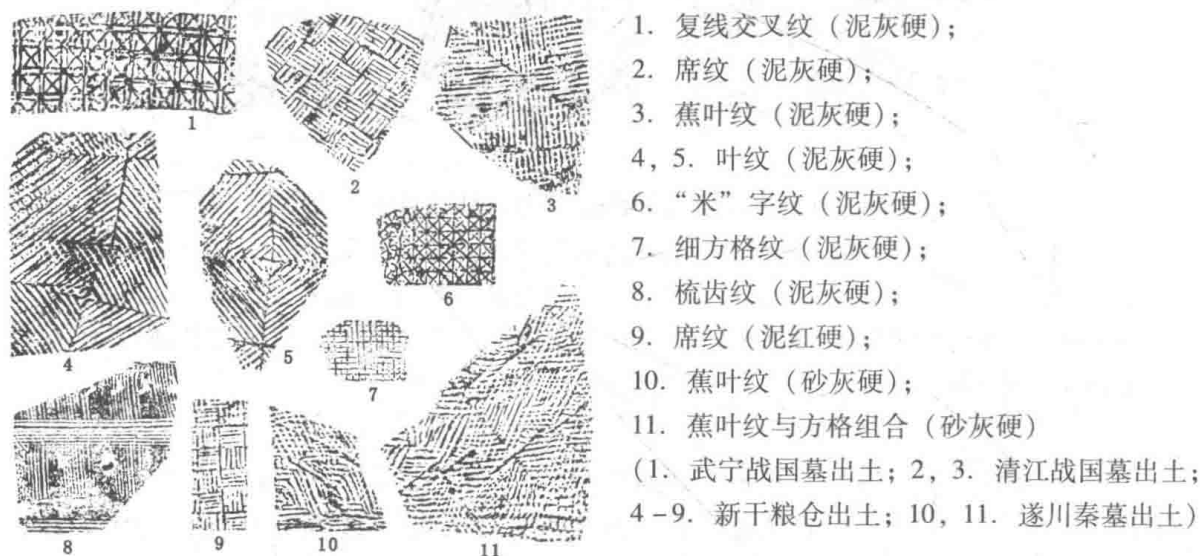 1. 复线交叉纹（泥灰硬）；
2. 席纹（泥灰硬）；
3. 蕉叶纹（泥灰硬）；
4, 5. 叶纹（泥灰硬）；
6. “米”字纹（泥灰硬）；
7. 细方格纹（泥灰硬）；
8. 梳齿纹（泥灰硬）；
9. 席纹（泥红硬）；
10. 蕉叶纹（砂灰硬）；
11. 蕉叶纹与方格组合（砂灰硬）
(1. 武宁战国墓出土；2, 3. 清江战国墓出土；
4－9. 新干粮仓出土；10, 11. 遂川秦墓出土)
1
2
3
4
5
6
7
8
9
10
11